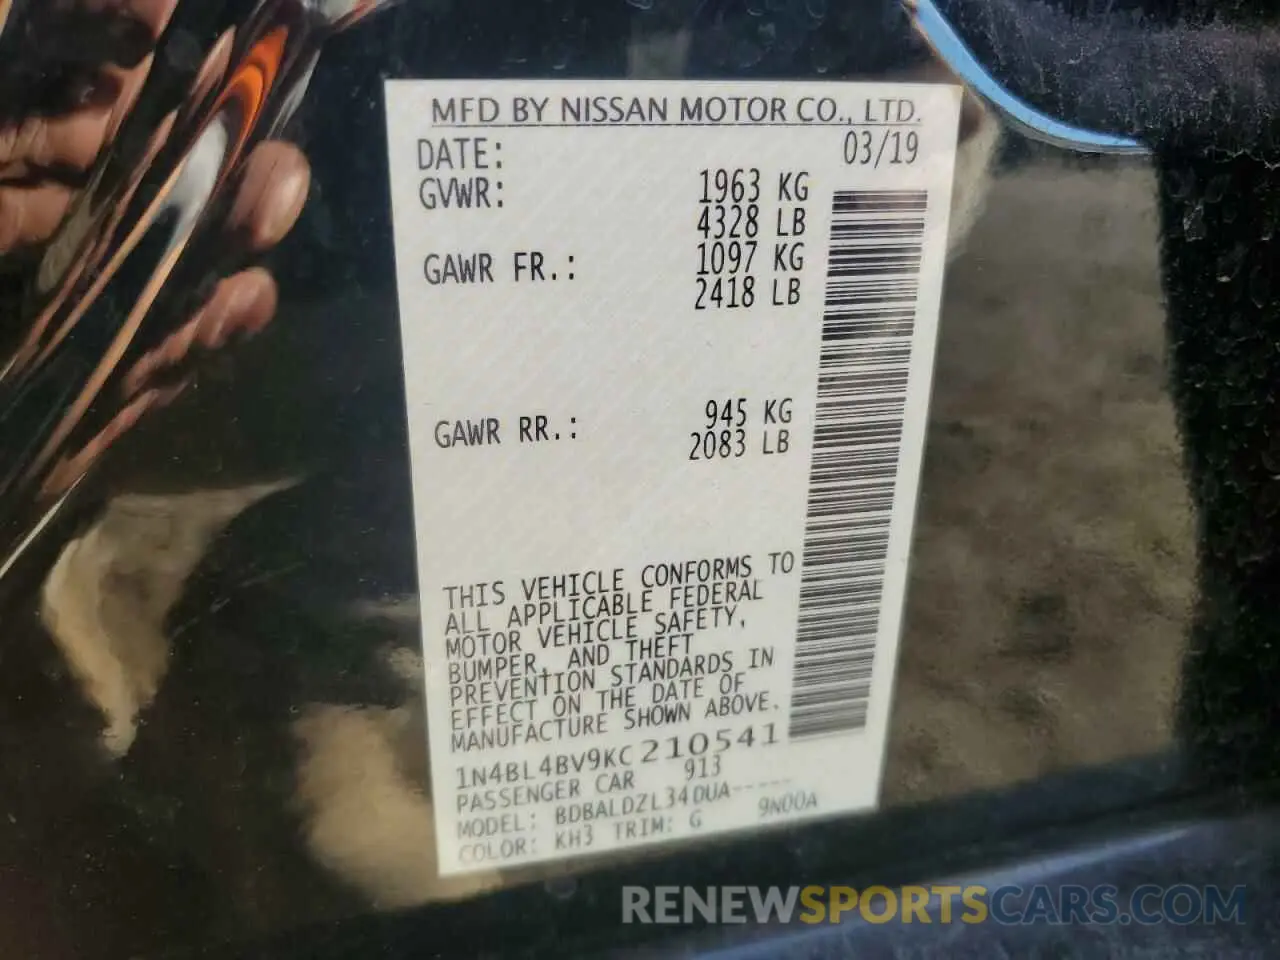 MFD BY NISSAN MOTOR CO., LTD.
DATE: 03/19
GVWR: 1963 KG
4328 LB
GAWR FR.: 1097 KG
2418 LB
GAWR RR.: 945 KG
2083 LB
THIS VEHICLE CONFORMS TO
ALL APPLICABLE FEDERAL
MOTOR VEHICLE SAFETY,
BUMPER, AND THEFT
PREVENTION STANDARDS IN
EFFECT ON THE DATE OF
MANUFACTURE SHOWN ABOVE.
1N4BL4BV9KC210541
PASSENGER CAR 913
MODEL: BDBALDZL34DUA-----
COLOR: KH3 TRIM: G 9N00A
RENEWSPORTSCARS.COM